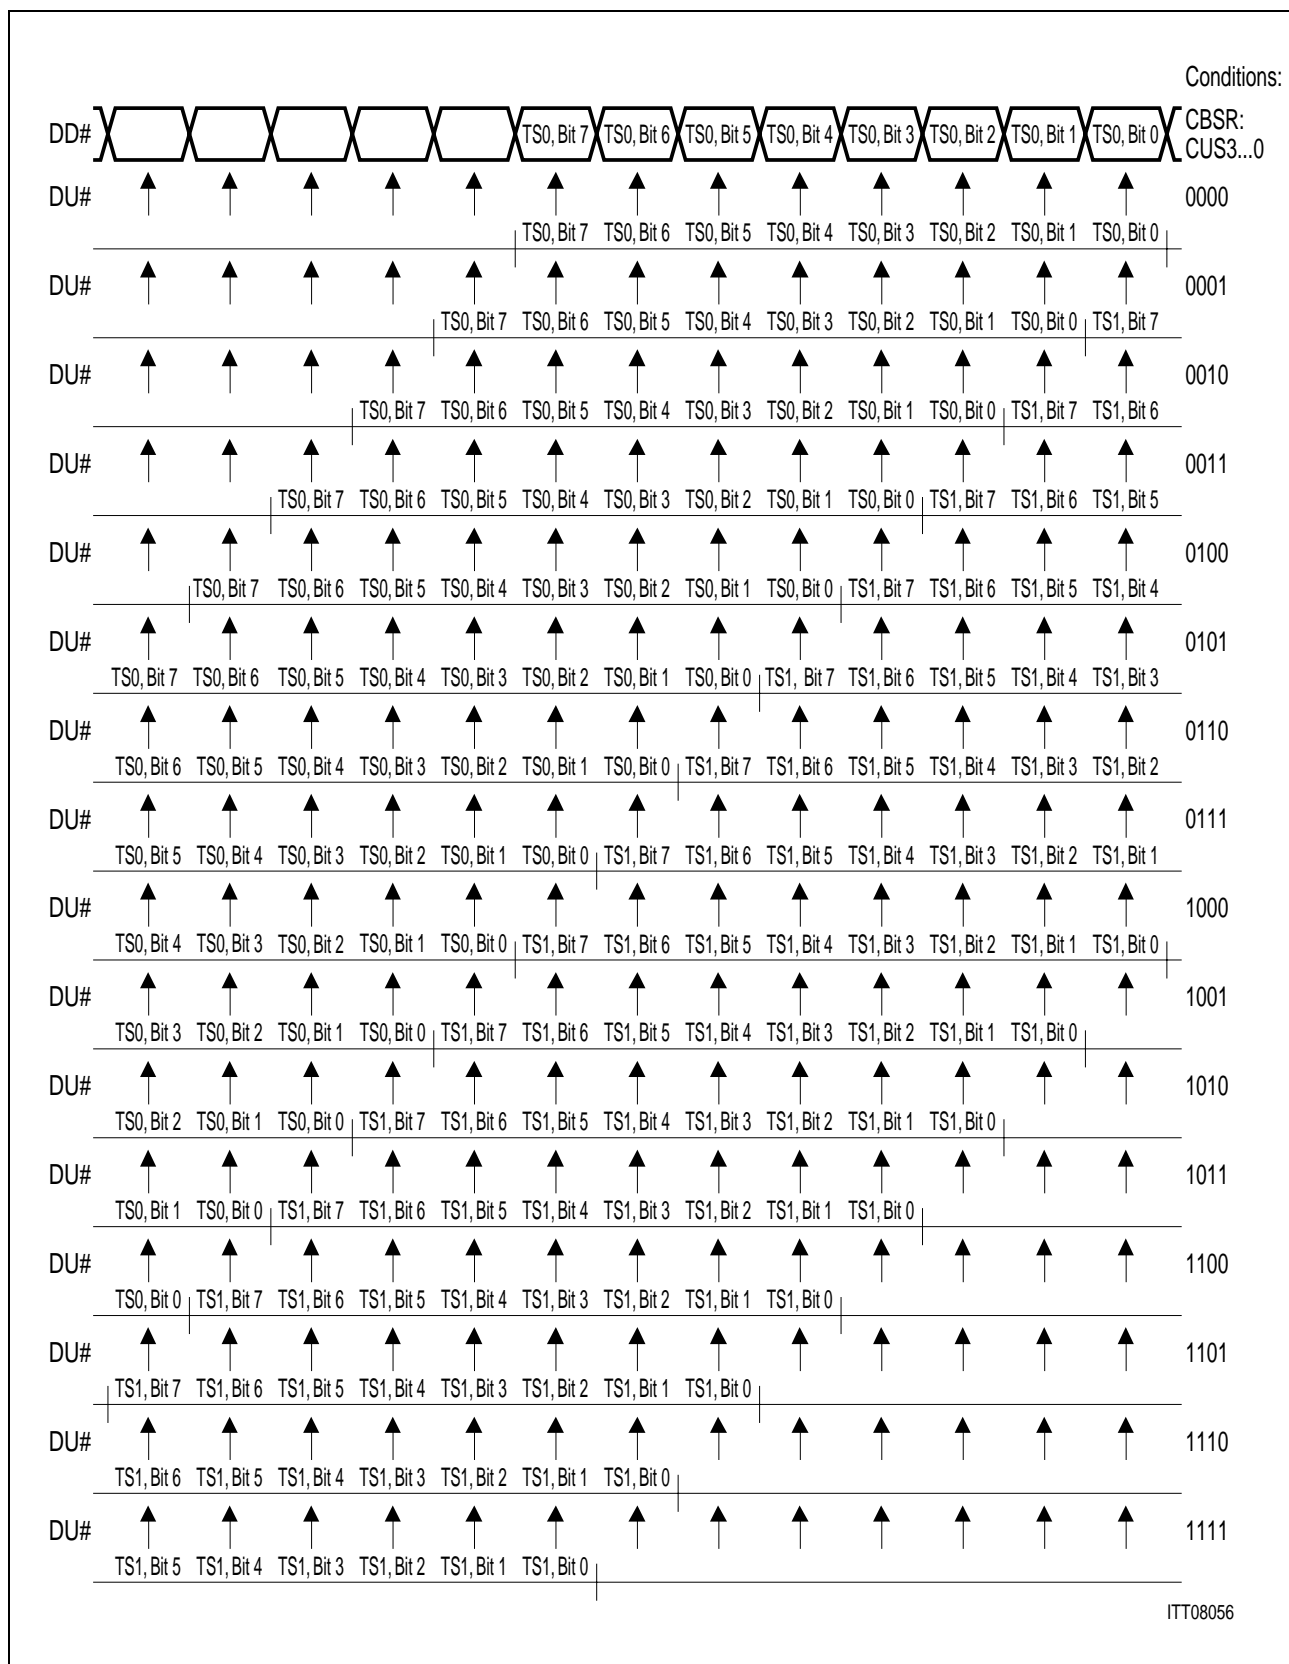 Conditions:
DD# TS0, Bit 7 TS0, Bit 6 TS0, Bit 5 TS0, Bit 4 TS0, Bit 3 TS0, Bit 2 TS0, Bit 1 TS0, Bit 0 CBSR:
CUS3...0
DU# 0000
TS0, Bit 7 TS0, Bit 6 TS0, Bit 5 TS0, Bit 4 TS0, Bit 3 TS0, Bit 2 TS0, Bit 1 TS0, Bit 0
DU# 0001
TS0, Bit 7 TS0, Bit 6 TS0, Bit 5 TS0, Bit 4 TS0, Bit 3 TS0, Bit 2 TS0, Bit 1 TS0, Bit 0 TS1, Bit 7
DU# 0010
TS0, Bit 7 TS0, Bit 6 TS0, Bit 5 TS0, Bit 4 TS0, Bit 3 TS0, Bit 2 TS0, Bit 1 TS0, Bit 0 TS1, Bit 7 TS1, Bit 6
DU# 0011
TS0, Bit 7 TS0, Bit 6 TS0, Bit 5 TS0, Bit 4 TS0, Bit 3 TS0, Bit 2 TS0, Bit 1 TS0, Bit 0 TS1, Bit 7 TS1, Bit 6 TS1, Bit 5
DU# 0100
TS0, Bit 7 TS0, Bit 6 TS0, Bit 5 TS0, Bit 4 TS0, Bit 3 TS0, Bit 2 TS0, Bit 1 TS0, Bit 0 TS1, Bit 7 TS1, Bit 6 TS1, Bit 5 TS1, Bit 4
DU# 0101
TS0, Bit 7 TS0, Bit 6 TS0, Bit 5 TS0, Bit 4 TS0, Bit 3 TS0, Bit 2 TS0, Bit 1 TS0, Bit 0 TS1, Bit 7 TS1, Bit 6 TS1, Bit 5 TS1, Bit 4 TS1, Bit 3
DU# 0110
TS0, Bit 6 TS0, Bit 5 TS0, Bit 4 TS0, Bit 3 TS0, Bit 2 TS0, Bit 1 TS0, Bit 0 TS1, Bit 7 TS1, Bit 6 TS1, Bit 5 TS1, Bit 4 TS1, Bit 3 TS1, Bit 2
DU# 0111
TS0, Bit 5 TS0, Bit 4 TS0, Bit 3 TS0, Bit 2 TS0, Bit 1 TS0, Bit 0 TS1, Bit 7 TS1, Bit 6 TS1, Bit 5 TS1, Bit 4 TS1, Bit 3 TS1, Bit 2 TS1, Bit 1
DU# 1000
TS0, Bit 4 TS0, Bit 3 TS0, Bit 2 TS0, Bit 1 TS0, Bit 0 TS1, Bit 7 TS1, Bit 6 TS1, Bit 5 TS1, Bit 4 TS1, Bit 3 TS1, Bit 2 TS1, Bit 1 TS1, Bit 0
DU# 1001
TS0, Bit 3 TS0, Bit 2 TS0, Bit 1 TS0, Bit 0 TS1, Bit 7 TS1, Bit 6 TS1, Bit 5 TS1, Bit 4 TS1, Bit 3 TS1, Bit 2 TS1, Bit 1 TS1, Bit 0
DU# 1010
TS0, Bit 2 TS0, Bit 1 TS0, Bit 0 TS1, Bit 7 TS1, Bit 6 TS1, Bit 5 TS1, Bit 4 TS1, Bit 3 TS1, Bit 2 TS1, Bit 1 TS1, Bit 0
DU# 1011
TS0, Bit 1 TS0, Bit 0 TS1, Bit 7 TS1, Bit 6 TS1, Bit 5 TS1, Bit 4 TS1, Bit 3 TS1, Bit 2 TS1, Bit 1 TS1, Bit 0
DU# 1100
TS0, Bit 0 TS1, Bit 7 TS1, Bit 6 TS1, Bit 5 TS1, Bit 4 TS1, Bit 3 TS1, Bit 2 TS1, Bit 1 TS1, Bit 0
DU# 1101
TS1, Bit 7 TS1, Bit 6 TS1, Bit 5 TS1, Bit 4 TS1, Bit 3 TS1, Bit 2 TS1, Bit 1 TS1, Bit 0
DU# 1110
TS1, Bit 6 TS1, Bit 5 TS1, Bit 4 TS1, Bit 3 TS1, Bit 2 TS1, Bit 1 TS1, Bit 0
DU# 1111
TS1, Bit 5 TS1, Bit 4 TS1, Bit 3 TS1, Bit 2 TS1, Bit 1 TS1, Bit 0
ITT08056